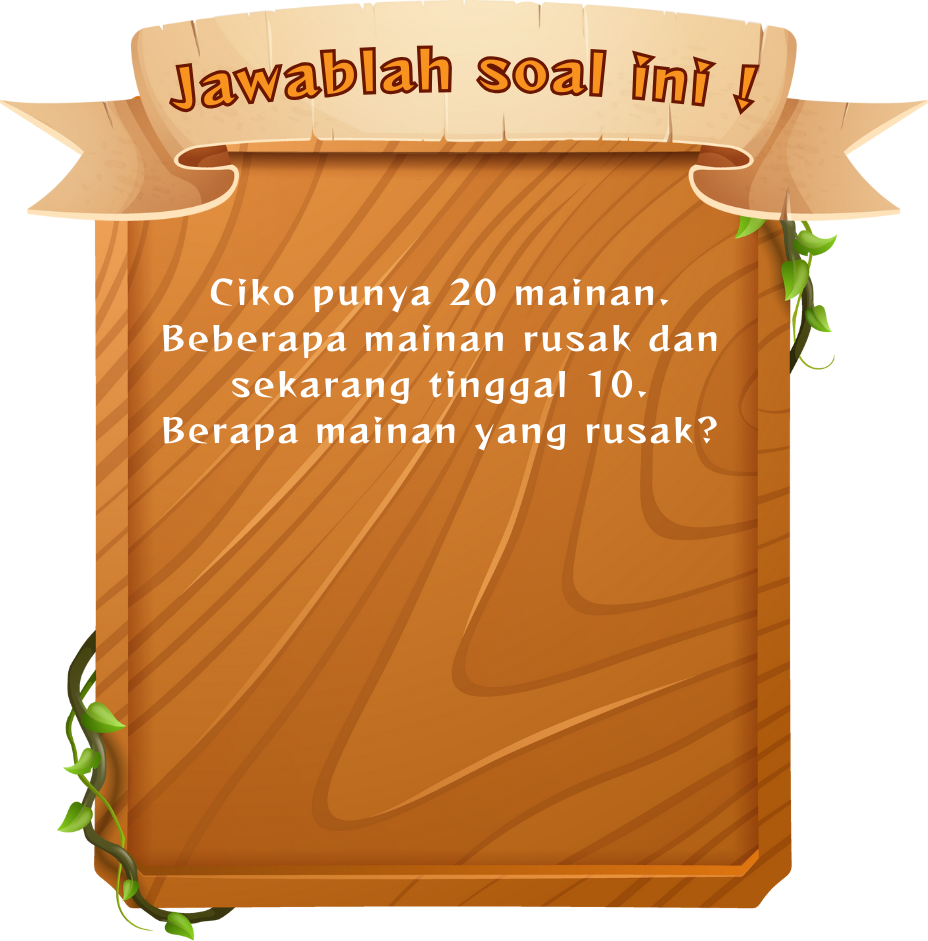 Jawablah soal ini !
Ciko punya 20 mainan.
Beberapa mainan rusak dan
sekarang tinggal 10.
Berapa mainan yang rusak?